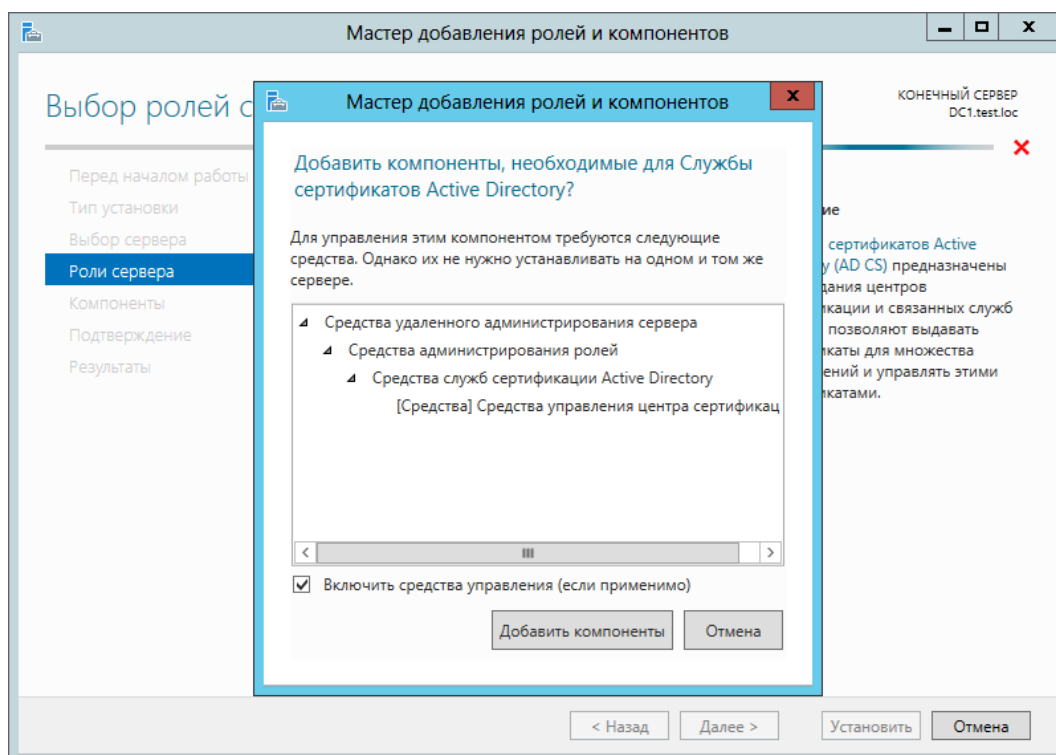 Мастер добавления ролей и компонентов
Выбор ролей с
КОНЕЧНЫЙ СЕРВЕР
DC1.test.loc
Перед началом работы
Тип установки
Выбор сервера
Роли сервера
Компоненты
Подтверждение
Результаты
Мастер добавления ролей и компонентов
Добавить компоненты, необходимые для Службы
сертификатов Active Directory?
Для управления этим компонентом требуются следующие
средства. Однако их не нужно устанавливать на одном и том же
сервере.
Средства удаленного администрирования сервера
Средства администрирования ролей
Средства служб сертификации Active Directory
[Средства] Средства управления центра сертификац
Включить средства управления (если применимо)
Добавить компоненты
Отмена
ие
сертификатов Active
y (AD CS) предназначены
дания центров
икации и связанных служб
позволяют выдавать
икаты для множества
ений и управлять этими
икатами.
< Назад
Далее >
Установить
Отмена